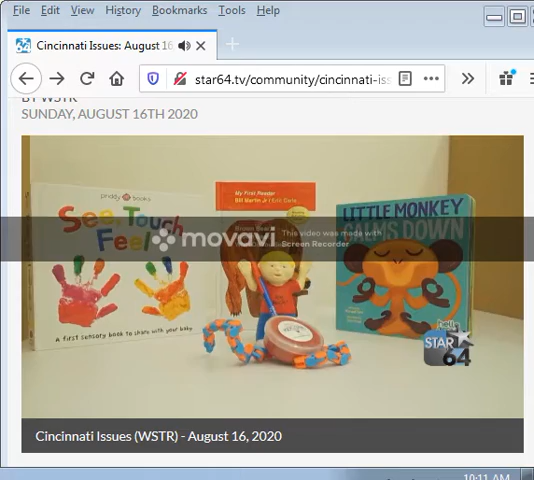 File Edit View History Bookmarks Tools Help
Cincinnati Issues: August 16
star64.tv/community/cincinnati-is
BY WSTR
SUNDAY, AUGUST 16TH 2020
priddy books
See, Touch
Feel
A first sensory book to share with your baby
My First Reader
Bill Martin Jr / Eric Carle
LITTLE MONKEY
CALMS DOWN
movavi
This video was made with
Screen Recorder
STAR
64
Cincinnati Issues (WSTR) - August 16, 2020
10:11 AM